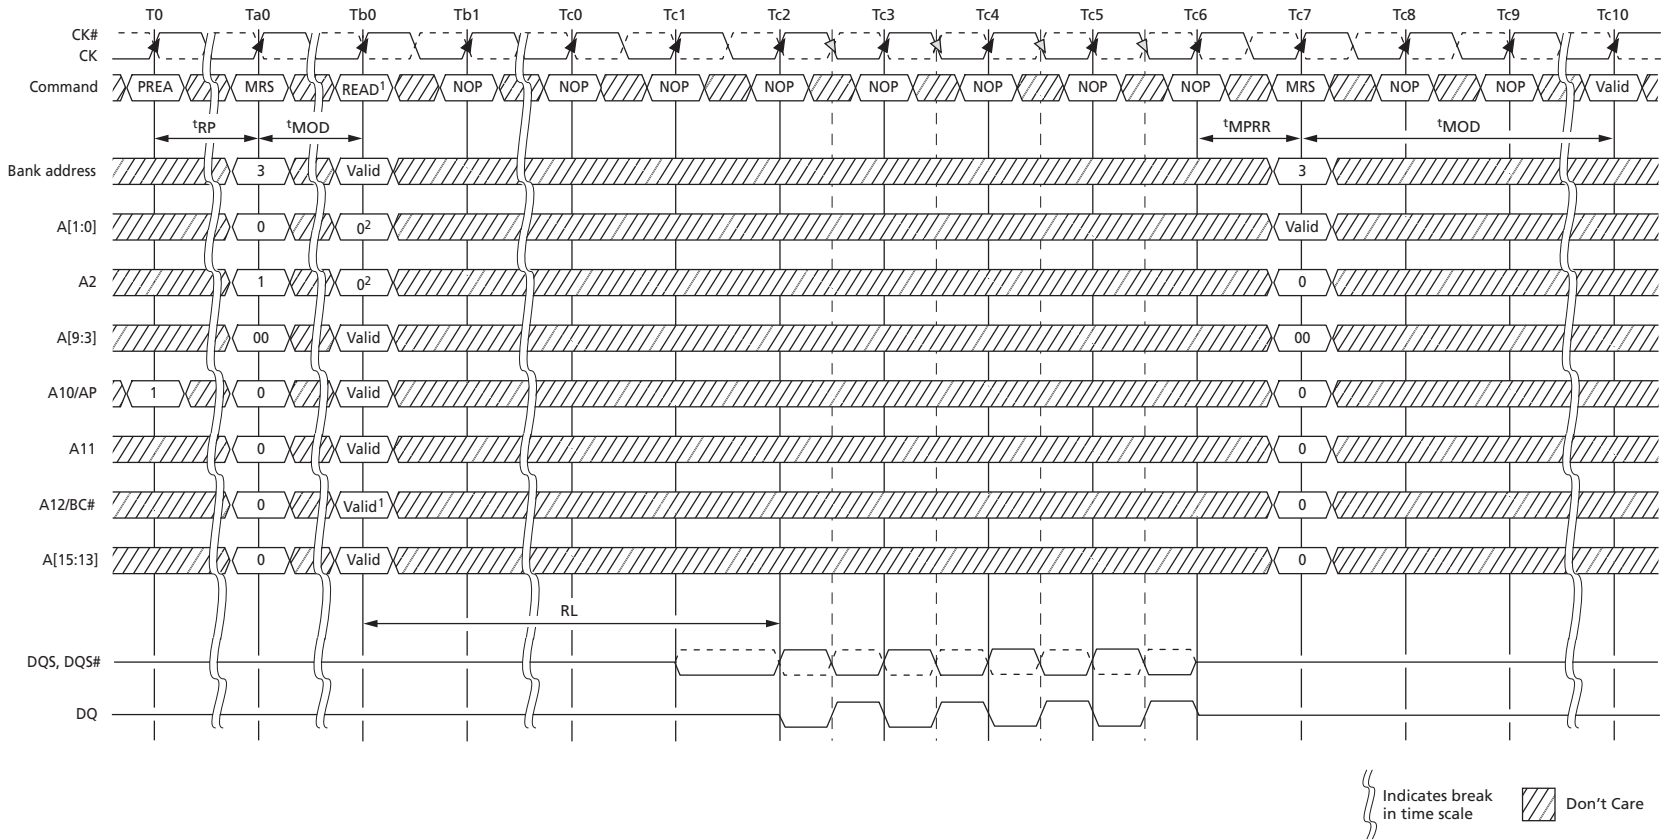 T0 Ta0 Tb0 Tb1 Tc0 Tc1 Tc2 Tc3 Tc4 Tc5 Tc6 Tc7 Tc8 Tc9 Tc10
CK#
CK
Command PREA MRS READ1 NOP NOP NOP NOP NOP NOP NOP NOP MRS NOP NOP Valid
tRP tMOD tMPRR tMOD
Bank address 3 Valid 3
A[1:0] 0 02 Valid
A2 1 02 0
A[9:3] 00 Valid 00
A10/AP 1 0 Valid 0
A11 0 Valid 0
A12/BC# 0 Valid1 0
A[15:13] 0 Valid 0
RL
DQS, DQS#
DQ
Indicates break
in time scale
Don't Care